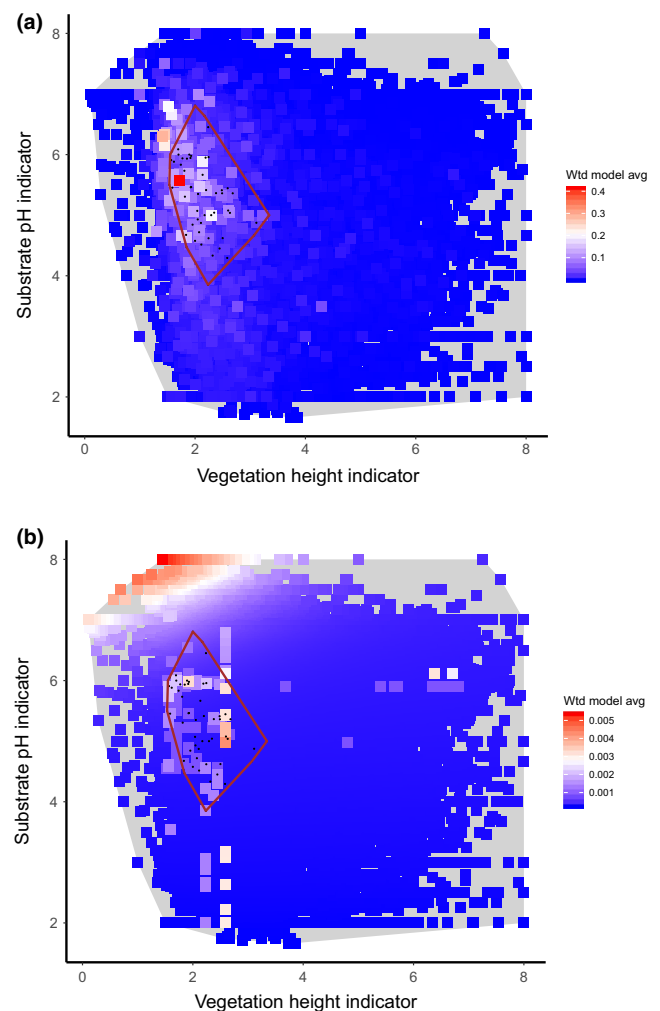 (a)
8
6
4
2
Substrate pH indicator
0 2 4 6 8
Vegetation height indicator
Wtd model avg
0.4
0.3
0.2
0.1
(b)
8
6
4
2
Substrate pH indicator
0 2 4 6 8
Vegetation height indicator
Wtd model avg
0.005
0.004
0.003
0.002
0.001